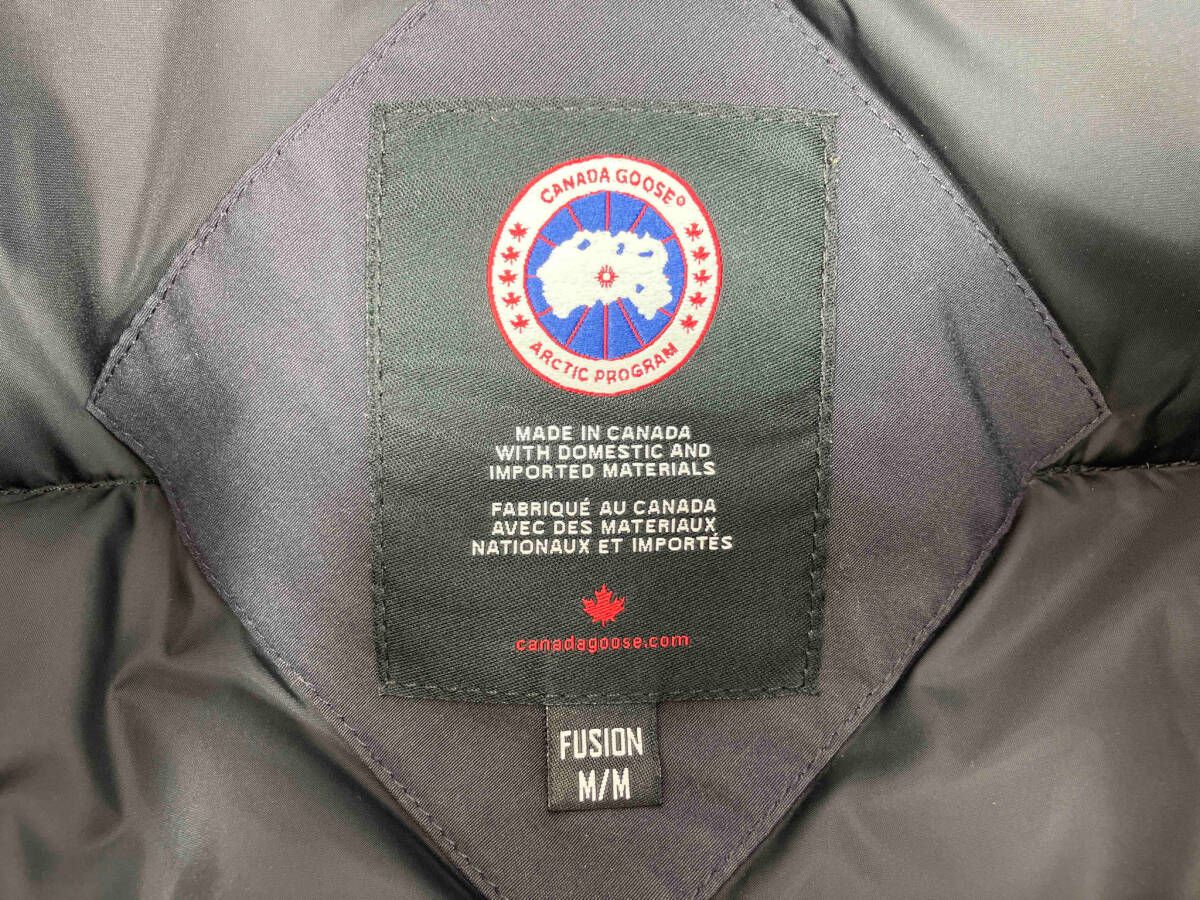 CANADA GOOSE®
ARCTIC PROGRAM
MADE IN CANADA
WITH DOMESTIC AND
IMPORTED MATERIALS
FABRIQUÉ AU CANADA
AVEC DES MATERIAUX
NATIONAUX ET IMPORTÉS
canadagoose.com
FUSION
M/M